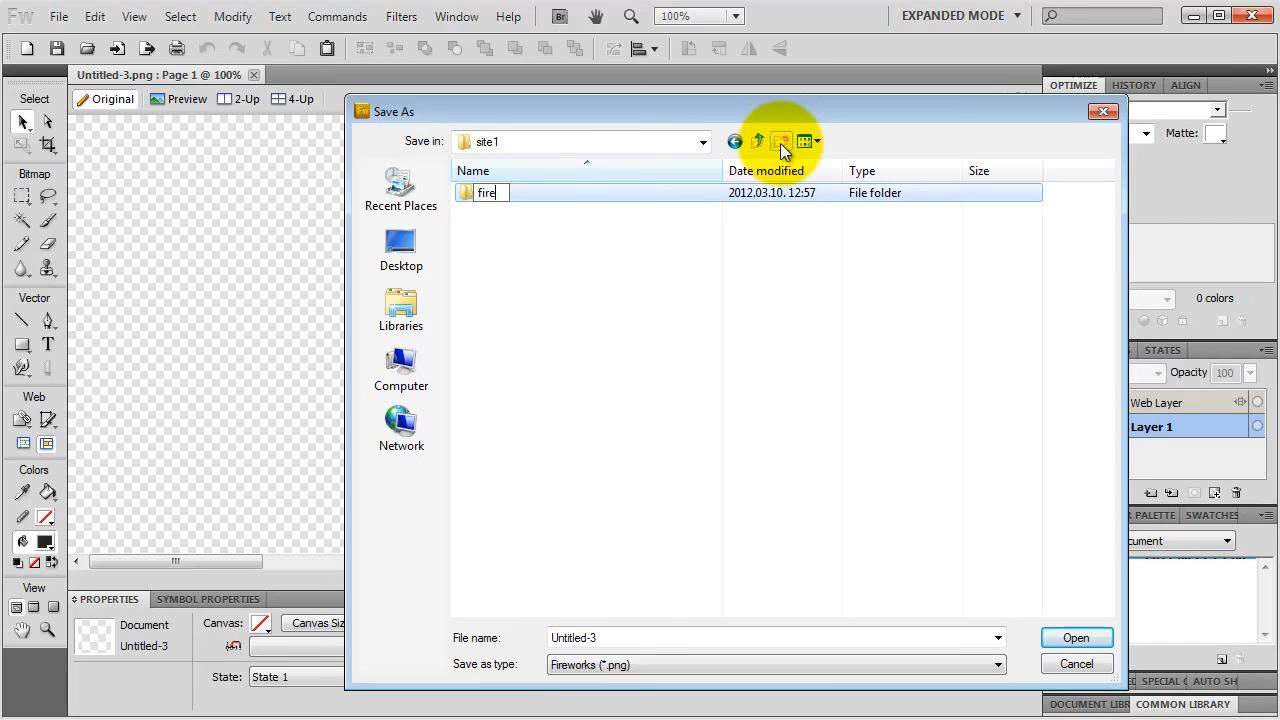 Fw File Edit View Select Modify Text Commands Filters Window Help Br 100% EXPANDED MODE
Untitled-3.png : Page 1 @ 100%
OPTIMIZE HISTORY ALIGN
Select
Original Preview 2-Up 4-Up
Fw Save As
Matte:
Save in: site1
Name Date modified Type Size
Bitmap
fire 2012.03.10. 12:57 File folder
Recent Places
Desktop
Vector
0 colors
Libraries
T
STATES
Opacity 100
Computer
Web
Web Layer
Layer 1
Network
Colors
PALETTE SWATCHES
cument
View
PROPERTIES SYMBOL PROPERTIES
Document Canvas: Canvas Siz
File name: Untitled-3 Open
Untitled-3
Save as type: Fireworks (*.png) Cancel
State: State 1
SPECIAL AUTO SH
DOCUMENT LIBR COMMON LIBRARY